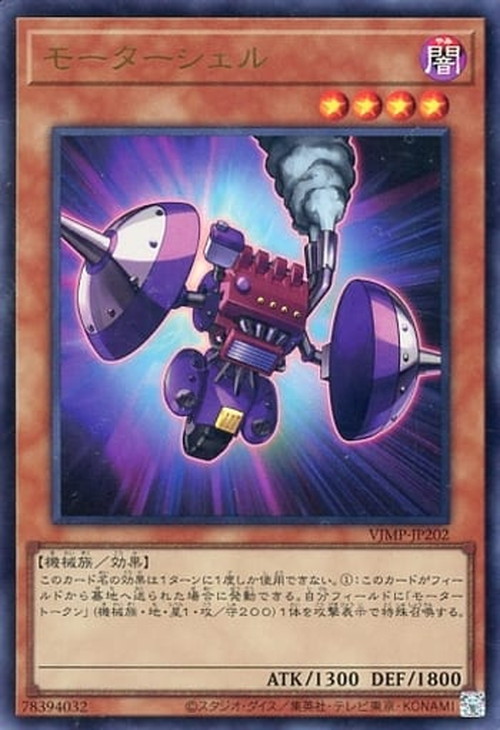 モーターシェル
闇
VJMP-JP202
【機械族／効果】
このカード名の効果は1ターンに1度しか使用できない。①：このカードがフィ
ールドから墓地へ送られた場合に発動できる。自分フィールドに「モーター
トークン」（機械族・地・星1・攻／守200）1体を攻撃表示で特殊召喚する。
ATK/1300 DEF/1800
78394032 ©スタジオ・ダイス／集英社・テレビ東京・KONAMI